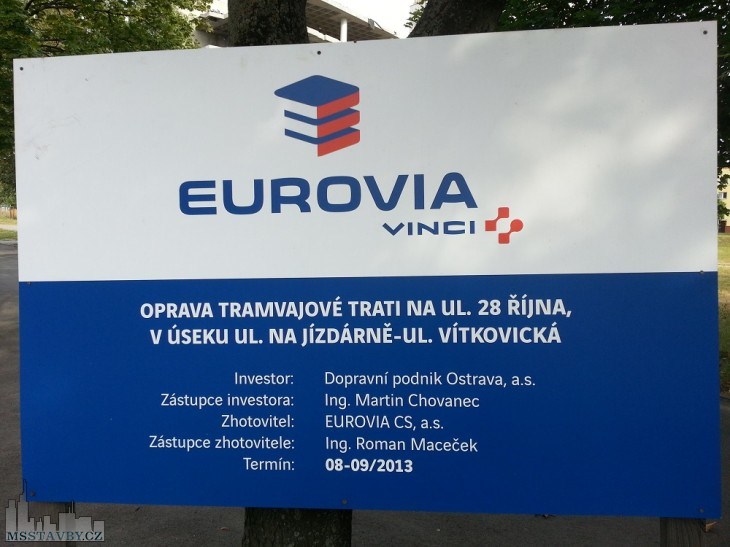 EUROVIA
VINCI
OPRAVA TRAMVAJOVÉ TRATI NA UL. 28 ŘÍJNA,
V ÚSEKU UL. NA JÍZDÁRNĚ-UL. VÍTKOVICKÁ
Investor: Dopravní podnik Ostrava, a.s.
Zástupce investora: Ing. Martin Chovanec
Zhotovitel: EUROVIA CS, a.s.
Zástupce zhotovitele: Ing. Roman Maceček
Termín: 08-09/2013
MSSTAVBY.CZ